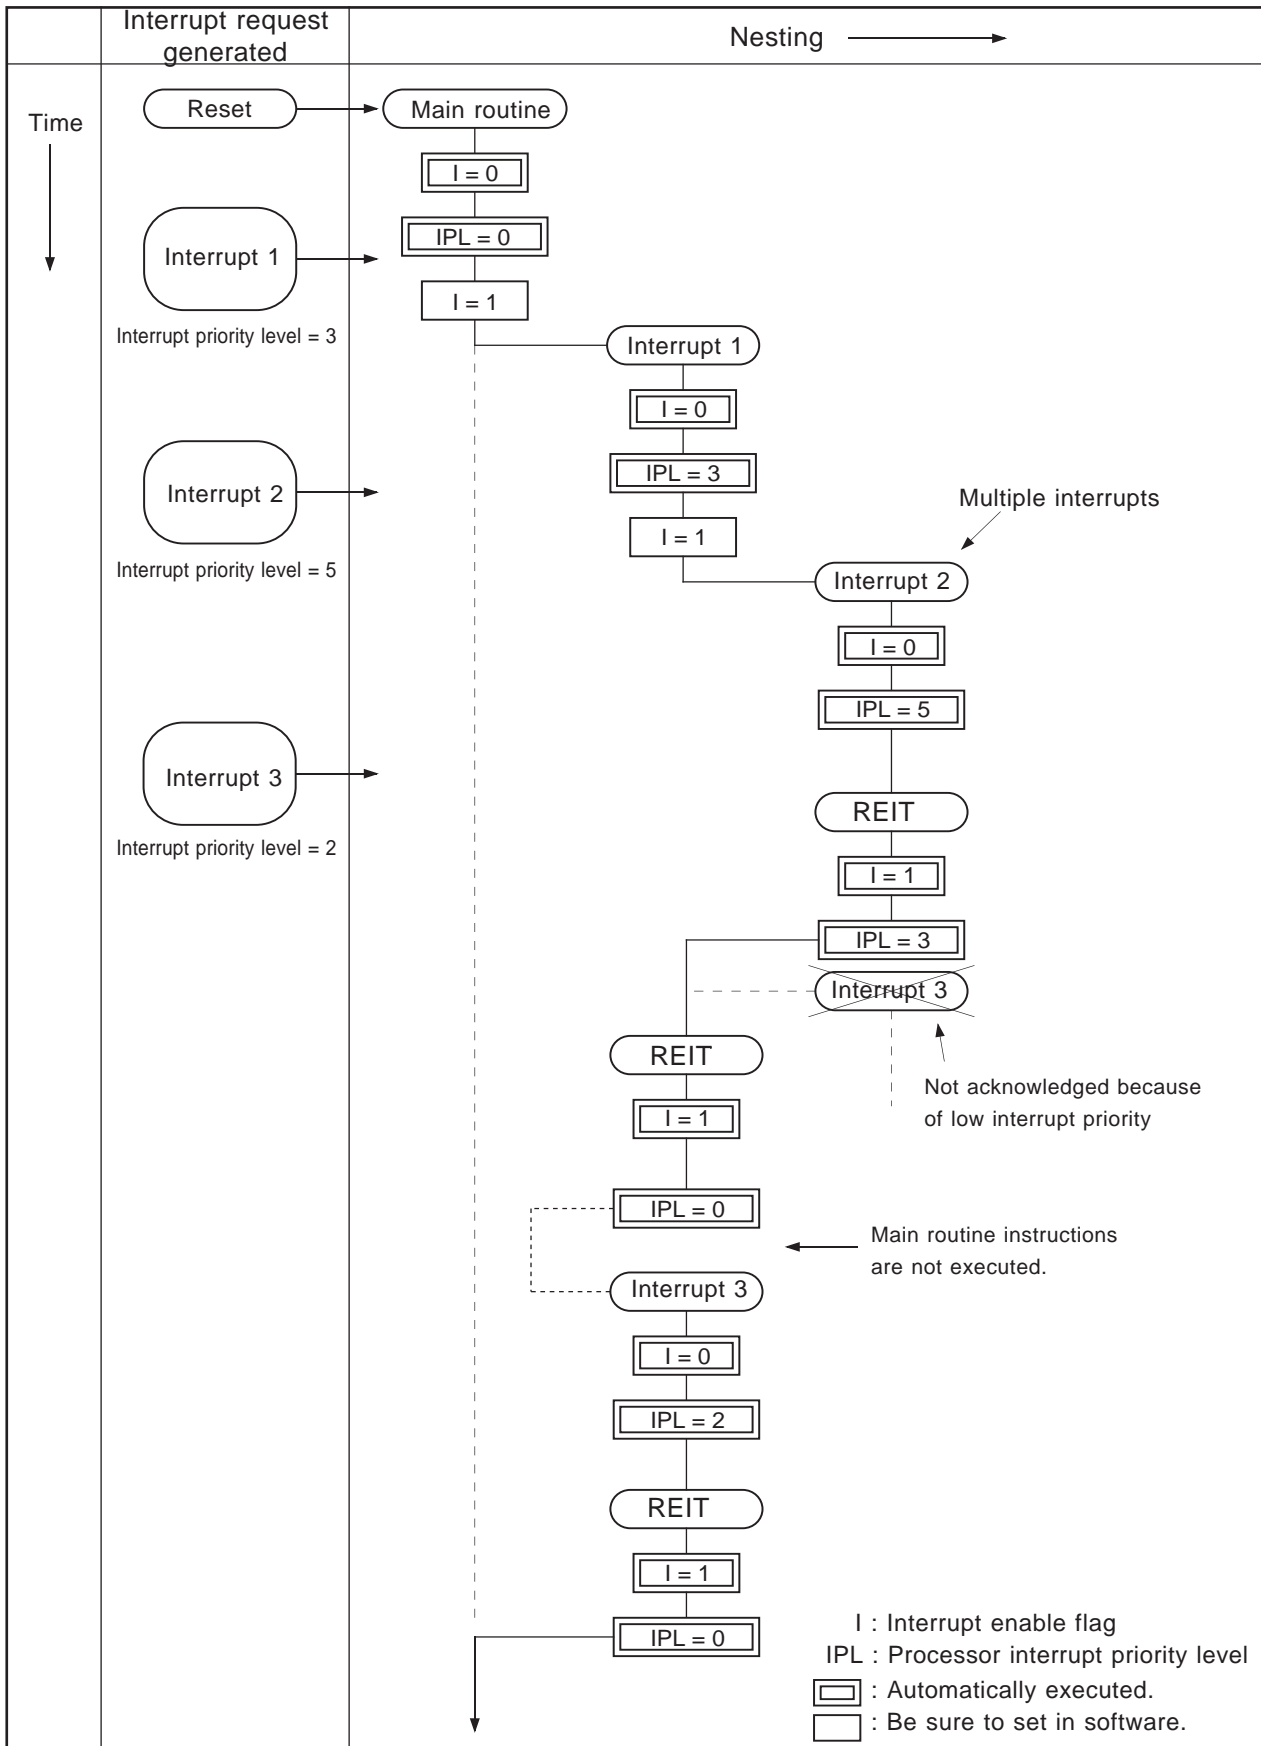 Interrupt request
generated
Nesting
Time
Reset
Main routine
I = 0
IPL = 0
Interrupt 1
I = 1
Interrupt priority level = 3
Interrupt 1
I = 0
IPL = 3
Interrupt 2
Multiple interrupts
I = 1
Interrupt priority level = 5
Interrupt 2
I = 0
IPL = 5
Interrupt 3
REIT
Interrupt priority level = 2
I = 1
IPL = 3
Interrupt 3
REIT
Not acknowledged because
of low interrupt priority
I = 1
IPL = 0
Main routine instructions
are not executed.
Interrupt 3
I = 0
IPL = 2
REIT
I = 1
IPL = 0
I : Interrupt enable flag
IPL : Processor interrupt priority level
: Automatically executed.
: Be sure to set in software.